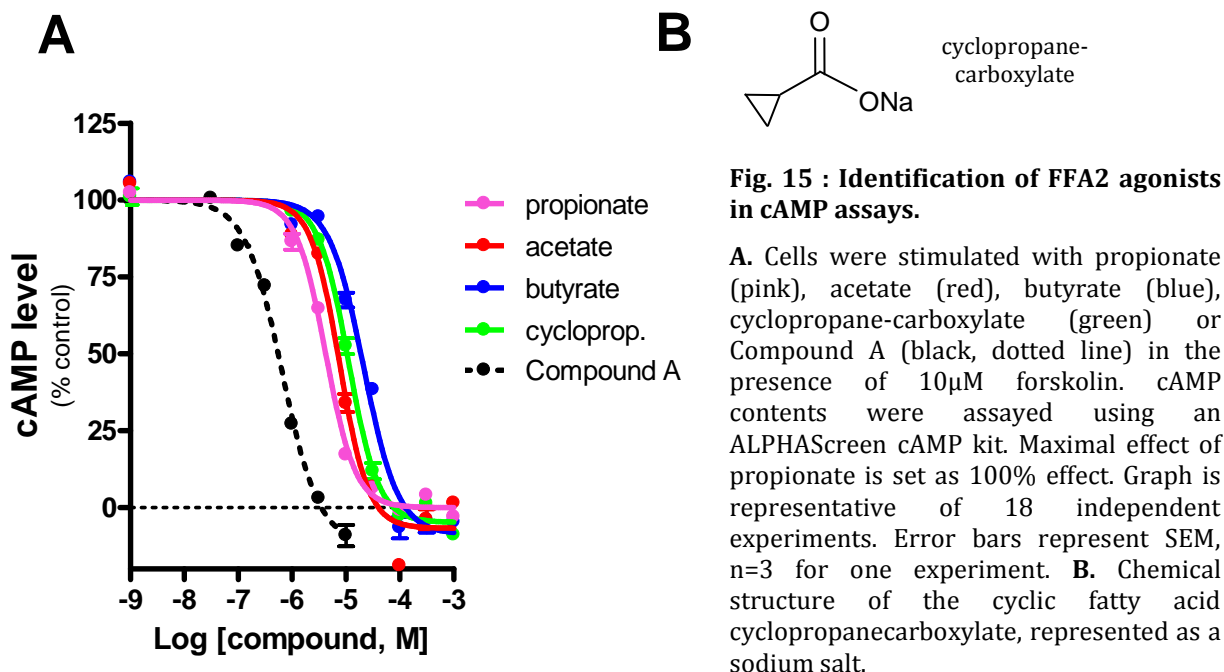 A
125
100
75
50
25
0
cAMP level
(% control)
-9 -8 -7 -6 -5 -4 -3
Log [compound, M]
propionate
acetate
butyrate
cycloprop.
Compound A
B
O
ONa
cyclopropane-
carboxylate
Fig. 15 : Identification of FFA2 agonists
in cAMP assays.
A. Cells were stimulated with propionate
(pink), acetate (red), butyrate (blue),
cyclopropane-carboxylate (green) or
Compound A (black, dotted line) in the
presence of 10μM forskolin. cAMP
contents were assayed using an
ALPHAScreen cAMP kit. Maximal effect of
propionate is set as 100% effect. Graph is
representative of 18 independent
experiments. Error bars represent SEM,
n=3 for one experiment. B. Chemical
structure of the cyclic fatty acid
cyclopropanecarboxylate, represented as a
sodium salt.